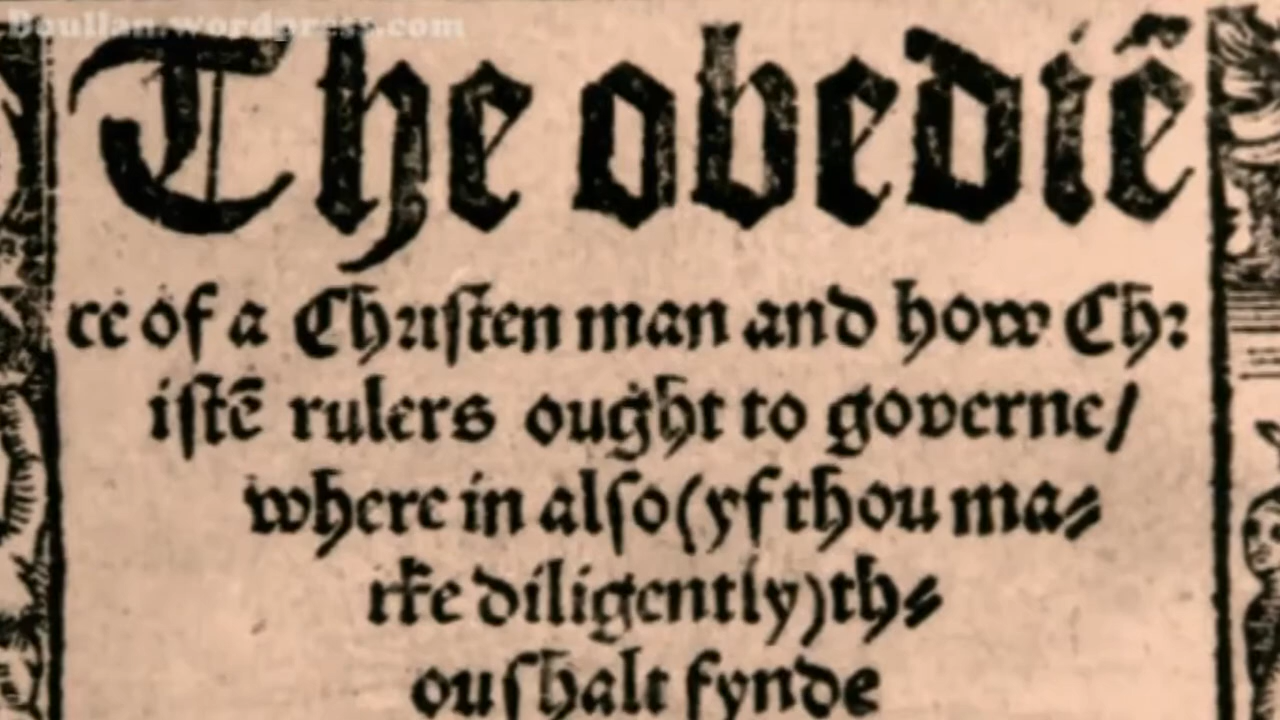 Boullan.wordpress.com
The obediē
ce of a Chriſten man and how Chr
iſtē rulers ought to governe/
where in alſo (yf thou ma⸗
rke diligently) th⸗
ou ſhalt fynde